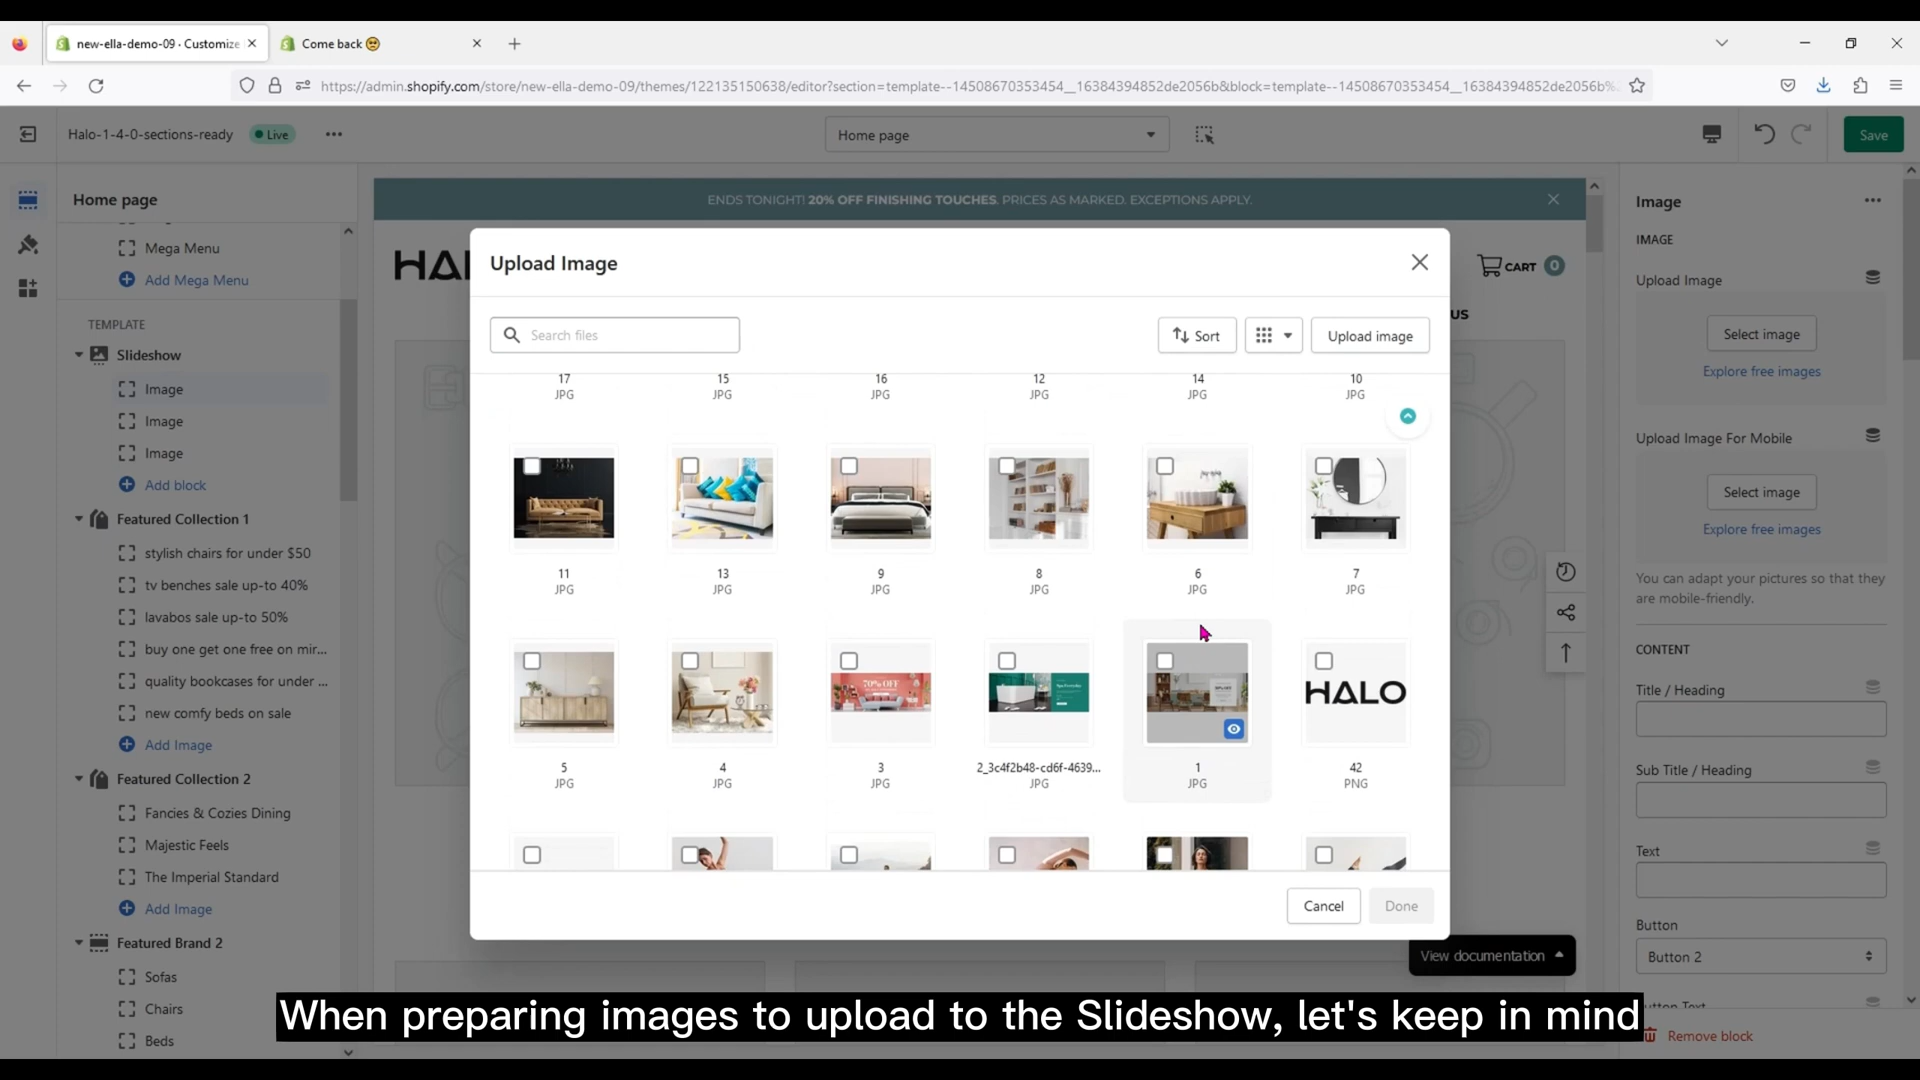 new-ella-demo-09 · Customize
Come back 🥺
https://admin.shopify.com/store/new-ella-demo-09/themes/122135150638/editor?section=template--14508670353454__16384394852de2056b&block=template--14508670353454__16384394852de2056b%
Halo-1-4-0-sections-ready
Live
Home page
Save
Home page
Mega Menu
Add Mega Menu
TEMPLATE
Slideshow
Image
Image
Image
Add block
Featured Collection 1
stylish chairs for under $50
tv benches sale up-to 40%
lavabos sale up-to 50%
buy one get one free on mir...
quality bookcases for under ...
new comfy beds on sale
Add Image
Featured Collection 2
Fancies & Cozies Dining
Majestic Feels
The Imperial Standard
Add Image
Featured Brand 2
Sofas
Chairs
Beds
ENDS TONIGHT! 20% OFF FINISHING TOUCHES. PRICES AS MARKED. EXCEPTIONS APPLY.
HAL
CART 0
US
Upload Image
Search files
Sort
Upload image
17
JPG
15
JPG
16
JPG
12
JPG
14
JPG
10
JPG
11
JPG
13
JPG
9
JPG
8
JPG
6
JPG
7
JPG
70% OFF
HALO
5
JPG
4
JPG
3
JPG
2_3c4f2b48-cd6f-4639...
JPG
1
JPG
42
PNG
Cancel
Done
View documentation
Image
IMAGE
Upload Image
Select image
Explore free images
Upload Image For Mobile
Select image
Explore free images
You can adapt your pictures so that they
are mobile-friendly.
CONTENT
Title / Heading
Sub Title / Heading
Text
Button
Button 2
Button Text
Remove block
When preparing images to upload to the Slideshow, let's keep in mind